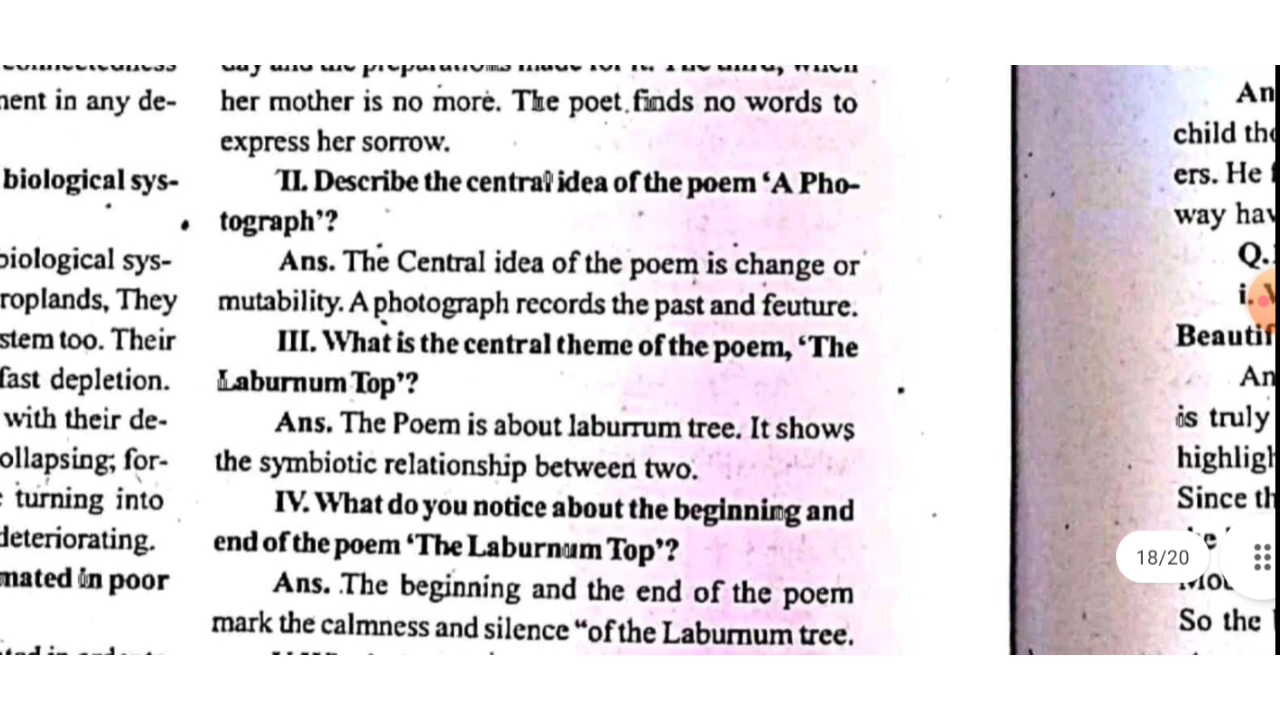 ment in any de-
biological sys-
biological sys-
roplands, They
stem too. Their
fast depletion.
with their de-
ollapsing; for-
turning into
deteriorating.
mated in poor
her mother is no more. The poet finds no words to
express her sorrow.
II. Describe the central idea of the poem ‘A Pho-
tograph’?
Ans. The Central idea of the poem is change or
mutability. A photograph records the past and feuture.
III. What is the central theme of the poem, ‘The
Laburnum Top’?
Ans. The Poem is about laburrum tree. It shows
the symbiotic relationship between two.
IV. What do you notice about the beginning and
end of the poem ‘The Laburnum Top’?
Ans. The beginning and the end of the poem
mark the calmness and silence “of the Laburnum tree.
An
child the
ers. He
way hav
Q.
i.
Beautif
An
is truly
highligh
Since th
18/20
So the